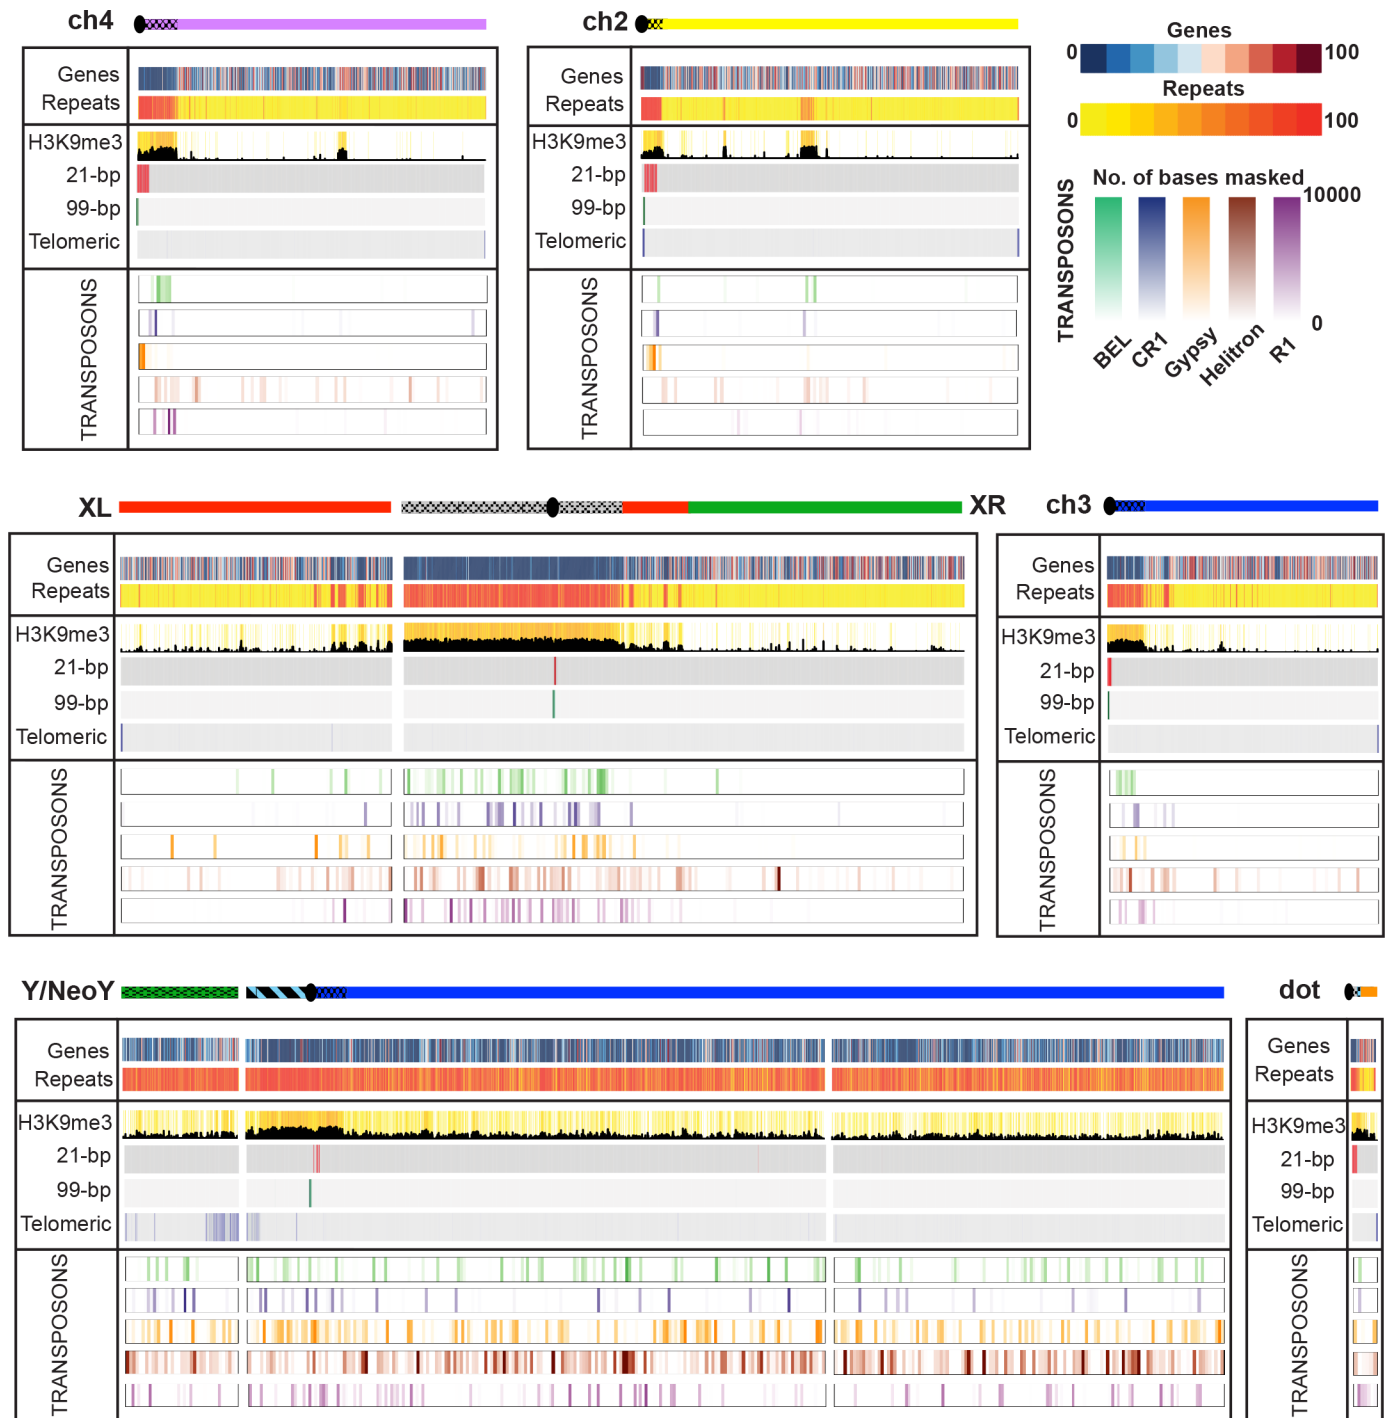 ch4
Genes
Repeats
H3K9me3
21-bp
99-bp
Telomeric
TRANSPOSONS
ch2
Genes
Repeats
H3K9me3
21-bp
99-bp
Telomeric
TRANSPOSONS
Genes
0 100
Repeats
0 100
TRANSPOSONS
No. of bases masked
10000
0
BEL
CR1
Gypsy
Helitron
R1
XL
XR
Genes
Repeats
H3K9me3
21-bp
99-bp
Telomeric
TRANSPOSONS
ch3
Genes
Repeats
H3K9me3
21-bp
99-bp
Telomeric
TRANSPOSONS
Y/NeoY
Genes
Repeats
H3K9me3
21-bp
99-bp
Telomeric
TRANSPOSONS
dot
Genes
Repeats
H3K9me3
21-bp
99-bp
Telomeric
TRANSPOSONS